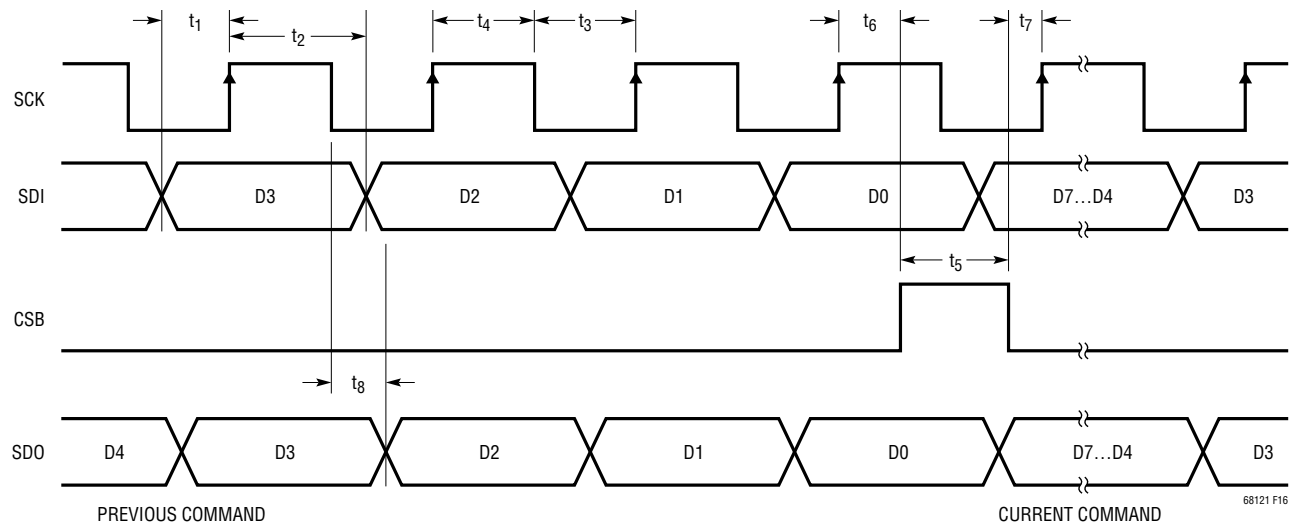 t1 t2 t4 t3 t6 t7
SCK
SDI D3 D2 D1 D0 D7...D4 D3
t5
CSB
t8
SDO D4 D3 D2 D1 D0 D7...D4 D3
68121 F16
PREVIOUS COMMAND CURRENT COMMAND